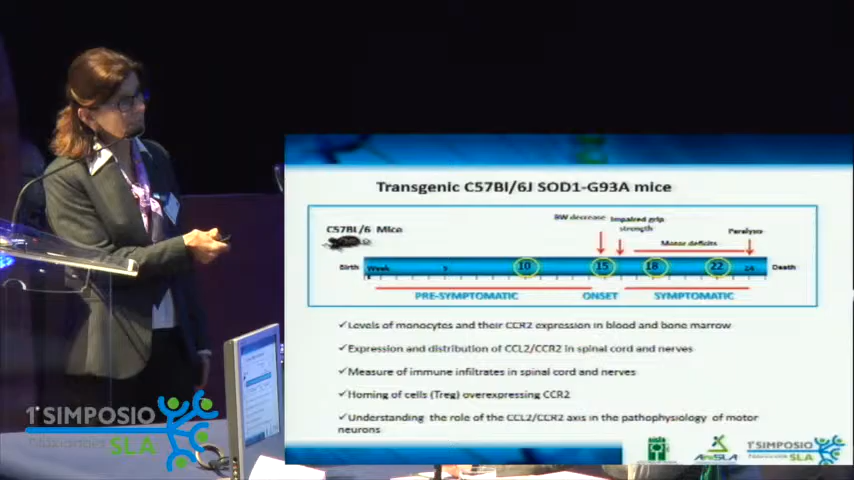 Transgenic C57Bl/6J SOD1-G93A mice
BW decrease
Impaired grip
strength
Motor deficits
Paralysis
C57Bl/6 Mice
Birth
Week
10
15
18
22
24
Death
PRE-SYMPTOMATIC
ONSET
SYMPTOMATIC
✓Levels of monocytes and their CCR2 expression in blood and bone marrow
✓Expression and distribution of CCL2/CCR2 in spinal cord and nerves
✓Measure of immune infiltrates in spinal cord and nerves
✓Homing of cells (Treg) overexpressing CCR2
✓Understanding the role of the CCL2/CCR2 axis in the pathophysiology of motor
neurons
1° SIMPOSIO
SLA
1° SIMPOSIO
SLA